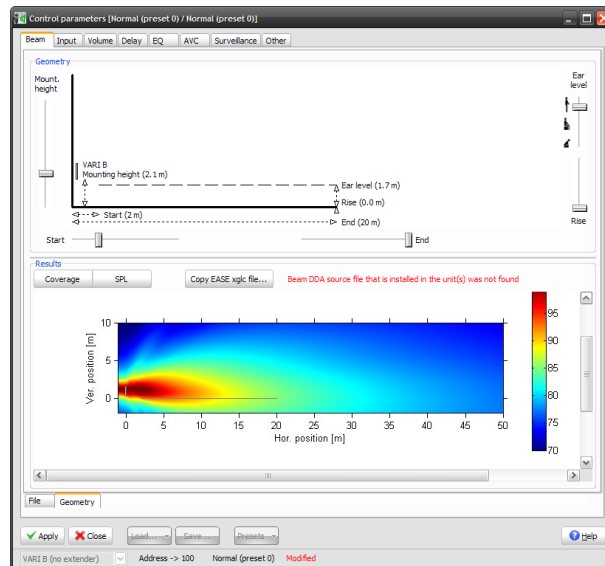 Control parameters [Normal (preset 0) / Normal (preset 0)]
Beam Input Volume Delay EQ AVC Surveillance Other
Geometry
Mount. height
Ear level
VARI B
Mounting height (2.1 m)
Ear level (1.7 m)
Rise (0.0 m)
Start (2 m)
End (20 m)
Rise
Start
End
Results
Coverage SPL Copy EASE xglc file... Beam DDA source file that is installed in the unit(s) was not found
Ver. position [m]
10
5
0
0 5 10 15 20 25 30 35 40 45 50
Hor. position [m]
95
90
85
80
75
70
File Geometry
Apply Close Load... Save... Presets Help
VARI B (no extender) Address -> 100 Normal (preset 0) Modified